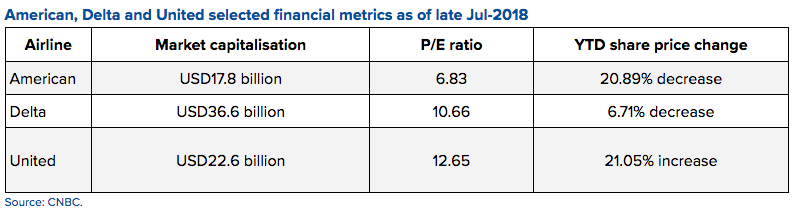 American, Delta and United selected financial metrics as of late Jul-2018
Airline Market capitalisation P/E ratio YTD share price change
American USD17.8 billion 6.83 20.89% decrease
Delta USD36.6 billion 10.66 6.71% decrease
United USD22.6 billion 12.65 21.05% increase
Source: CNBC.